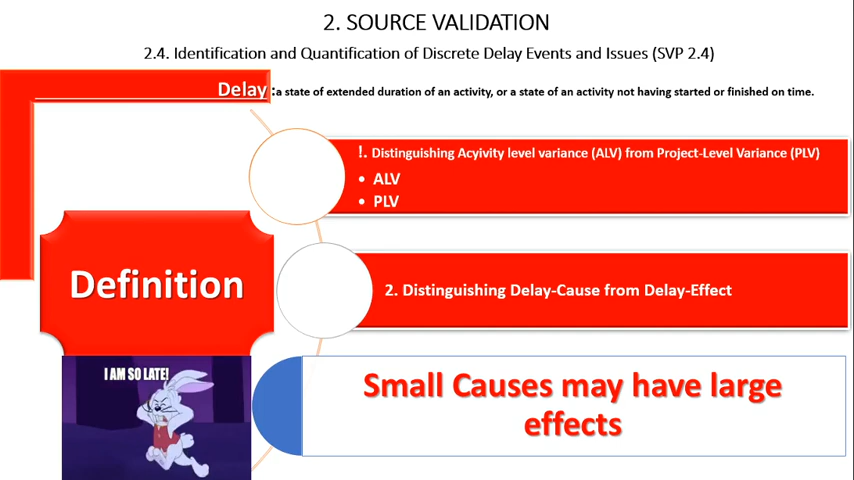 2. SOURCE VALIDATION
2.4. Identification and Quantification of Discrete Delay Events and Issues (SVP 2.4)
Delay :a state of extended duration of an activity, or a state of an activity not having started or finished on time.
!. Distinguishing Acyivity level variance (ALV) from Project-Level Variance (PLV)
• ALV
• PLV
Definition
2. Distinguishing Delay-Cause from Delay-Effect
I AM SO LATE!
Small Causes may have large
effects